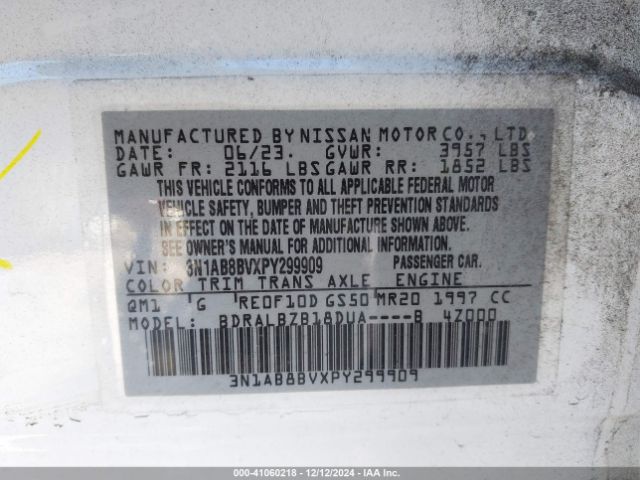 MANUFACTURED BY NISSAN MOTOR CO., LTD.
DATE: 06/23. GVWR: 3957 LBS
GAWR FR: 2116 LBS GAWR RR: 1852 LBS
THIS VEHICLE CONFORMS TO ALL APPLICABLE FEDERAL MOTOR
VEHICLE SAFETY, BUMPER AND THEFT PREVENTION STANDARDS
IN EFFECT ON THE DATE OF MANUFACTURE SHOWN ABOVE.
SEE OWNER'S MANUAL FOR ADDITIONAL INFORMATION.
VIN: 3N1AB8BVXPY299909 PASSENGER CAR.
COLOR TRIM TRANS AXLE ENGINE
QM1 G RE0F10D GS50 MR20 1997 CC
MODEL: BDRALBZB18DUA----B 4Z000
3N1AB8BVXPY299909
000-41060218 - 12/12/2024 - IAA Inc.